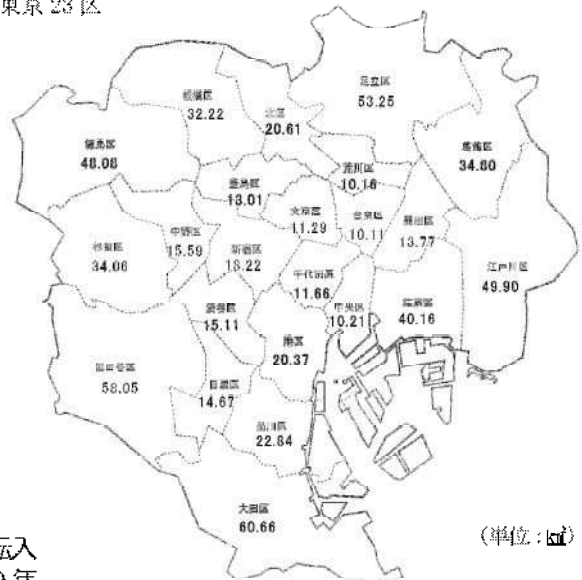 東京 23 区
足立区
53.25
板橋区
32.22
北区
20.61
練馬区
48.08
葛飾区
34.80
荒川区
10.16
豊島区
13.01
文京区
11.29
台東区
10.11
墨田区
13.77
中野区
15.59
杉並区
34.06
新宿区
18.22
千代田区
11.66
江戸川区
49.90
渋谷区
15.11
中央区
10.21
江東区
40.16
港区
20.37
世田谷区
58.05
目黒区
14.67
品川区
22.84
大田区
60.66
(単位：㎢)
転入
年